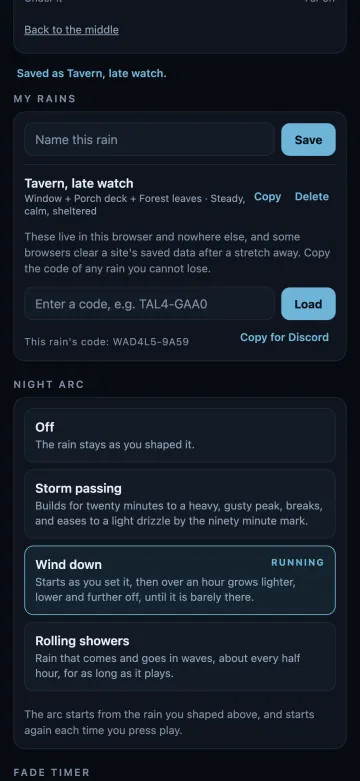 Back to the middle
Saved as Tavern, late watch.
MY RAINS
Name this rain
Save
Tavern, late watch
Window + Porch deck + Forest leaves · Steady,
calm, sheltered
Copy
Delete
These live in this browser and nowhere else, and some
browsers clear a site's saved data after a stretch away. Copy
the code of any rain you cannot lose.
Enter a code, e.g. TAL4-GAA0
Load
This rain's code: WAD4L5-9A59
Copy for Discord
NIGHT ARC
Off
The rain stays as you shaped it.
Storm passing
Builds for twenty minutes to a heavy, gusty peak, breaks,
and eases to a light drizzle by the ninety minute mark.
Wind down
RUNNING
Starts as you set it, then over an hour grows lighter,
lower and further off, until it is barely there.
Rolling showers
Rain that comes and goes in waves, about every half
hour, for as long as it plays.
The arc starts from the rain you shaped above, and starts
again each time you press play.
FADE TIMER